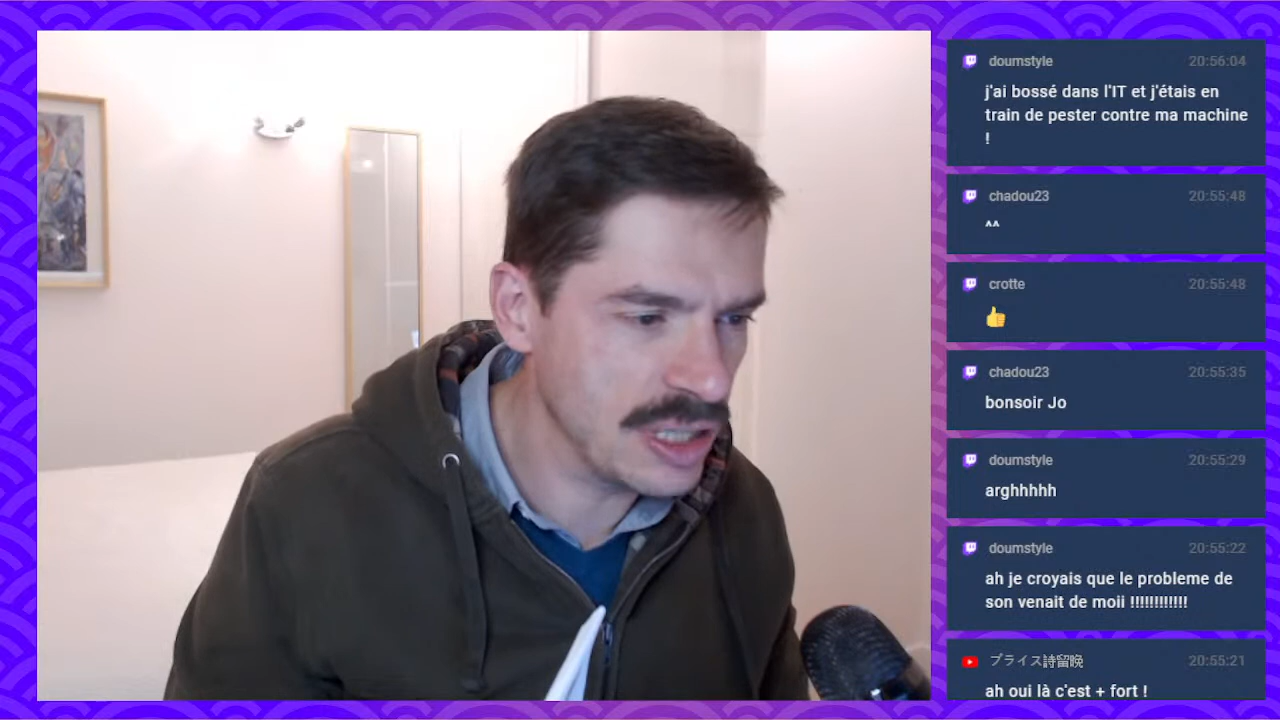 doumstyle 20:56:04
j'ai bossé dans l'IT et j'étais en
train de pester contre ma machine
!
chadou23 20:55:48
^^
crotte 20:55:48
👍
chadou23 20:55:35
bonsoir Jo
doumstyle 20:55:29
arghhhhh
doumstyle 20:55:22
ah je croyais que le probleme de
son venait de moii !!!!!!!!!!!!
プライス詩留晩 20:55:21
ah oui là c'est + fort !